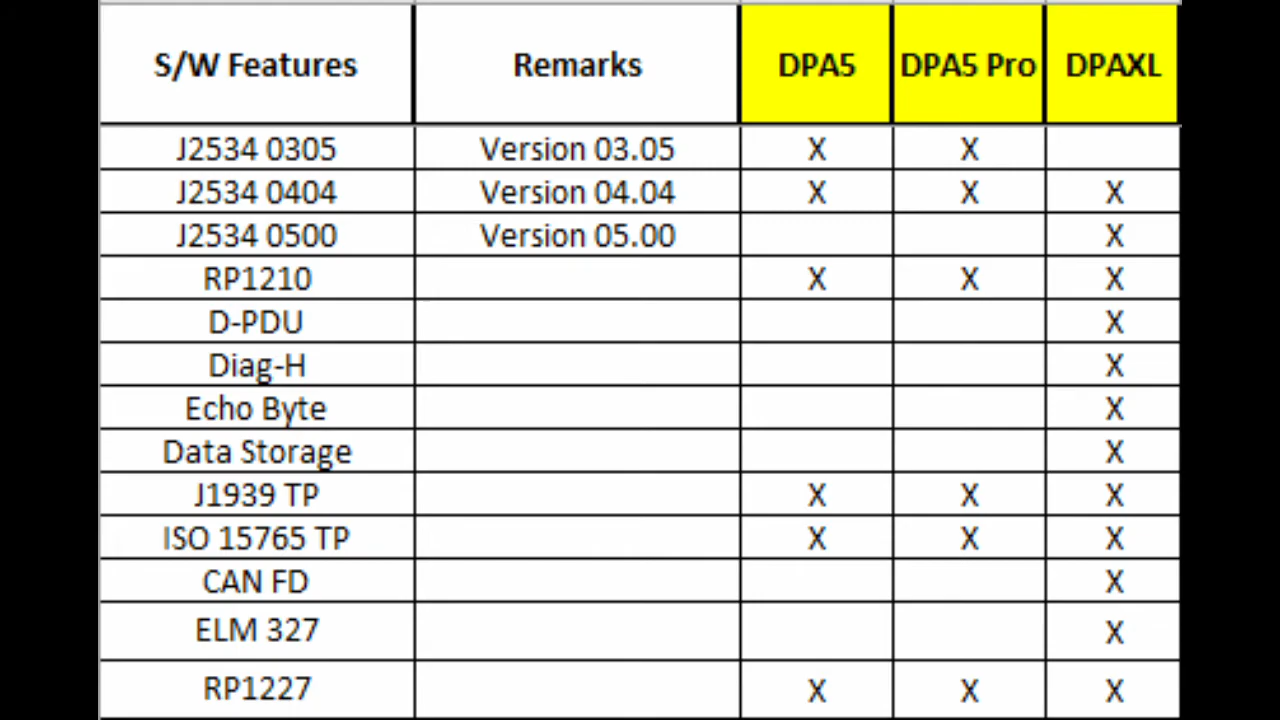 S/W Features Remarks DPA5 DPA5 Pro DPAXL
J2534 0305 Version 03.05 X X
J2534 0404 Version 04.04 X X X
J2534 0500 Version 05.00 X
RP1210 X X X
D-PDU X
Diag-H X
Echo Byte X
Data Storage X
J1939 TP X X X
ISO 15765 TP X X X
CAN FD X
ELM 327 X
RP1227 X X X